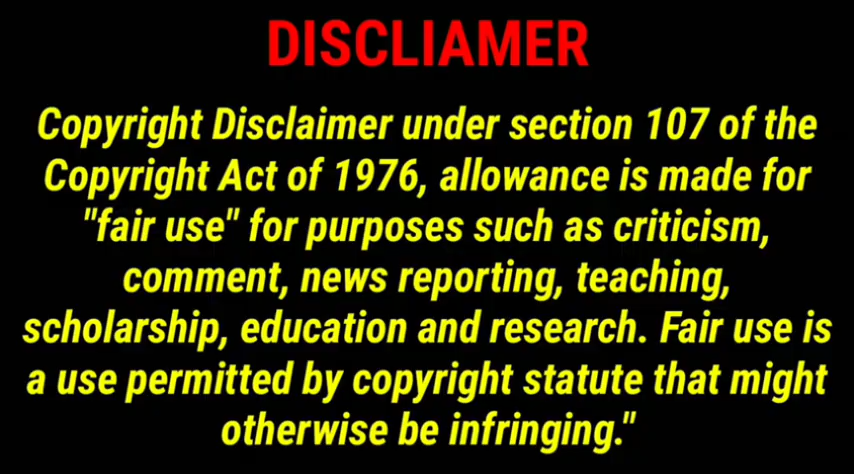 DISCLIAMER
Copyright Disclaimer under section 107 of the
Copyright Act of 1976, allowance is made for
"fair use" for purposes such as criticism,
comment, news reporting, teaching,
scholarship, education and research. Fair use is
a use permitted by copyright statute that might
otherwise be infringing."